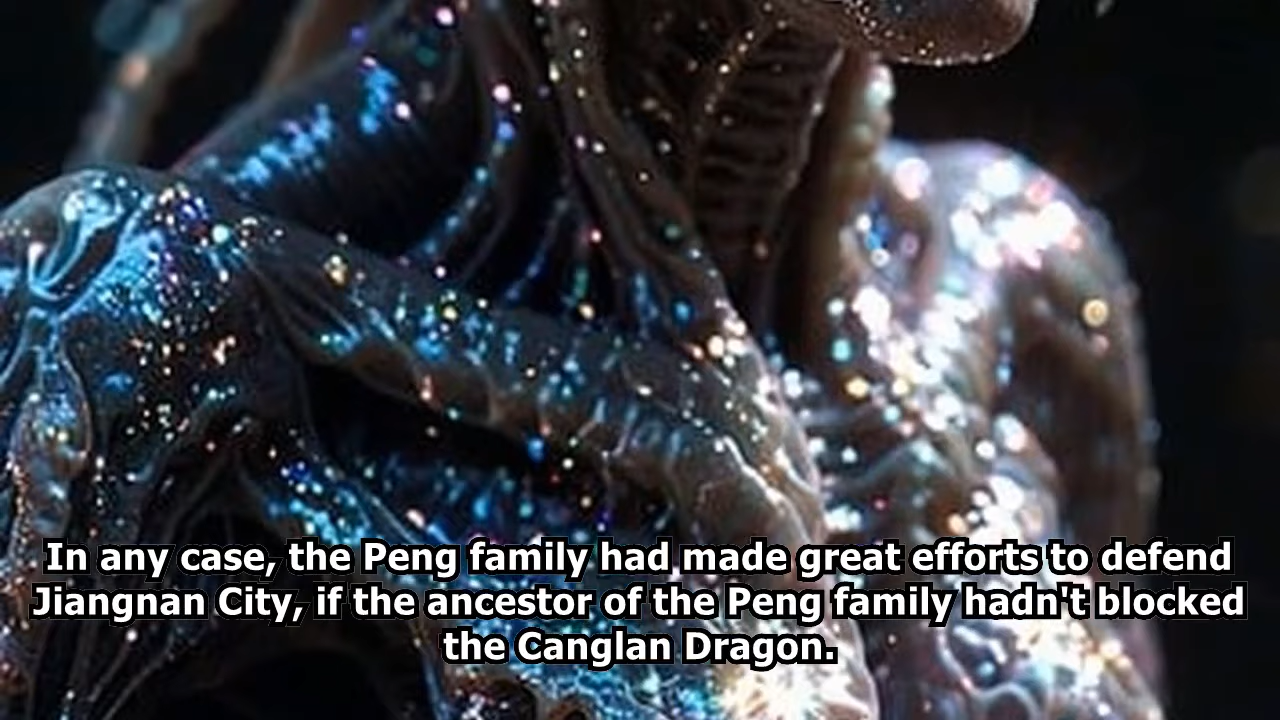 In any case, the Peng family had made great efforts to defend
Jiangnan City, if the ancestor of the Peng family hadn't blocked
the Canglan Dragon.